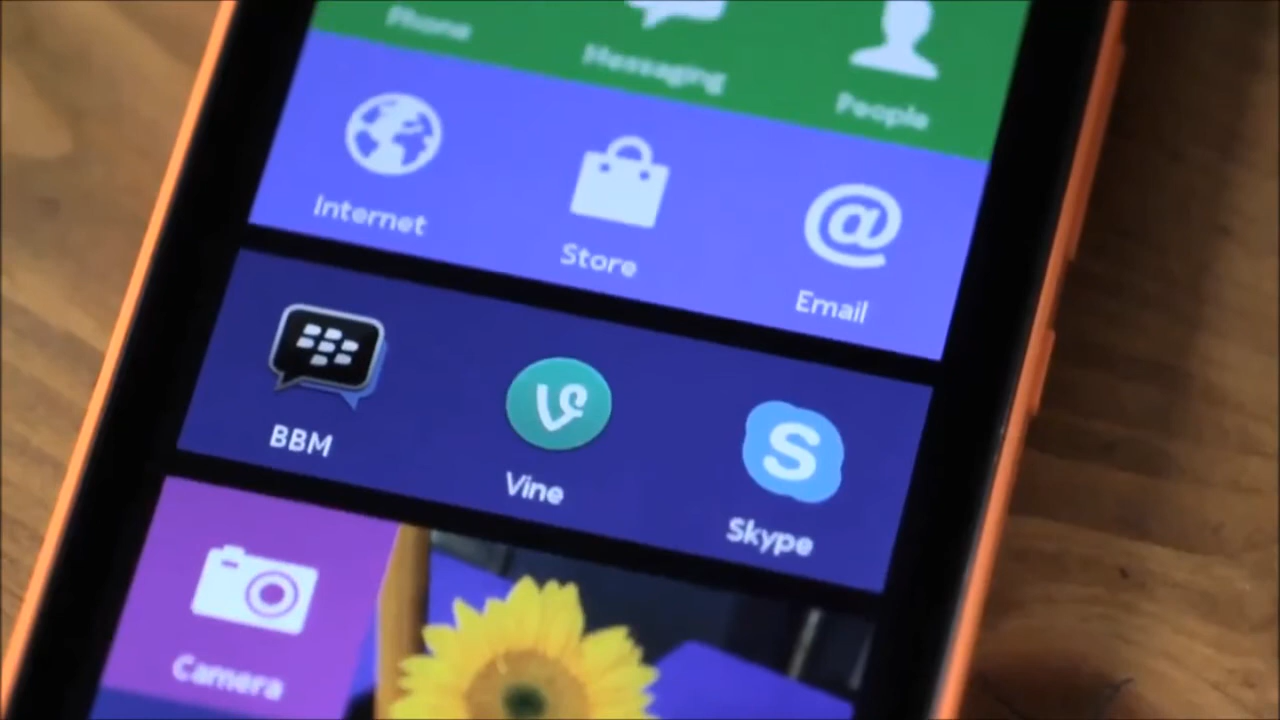 Phone
Messaging
People
Internet
Store
Email
BBM
Vine
Skype
Camera